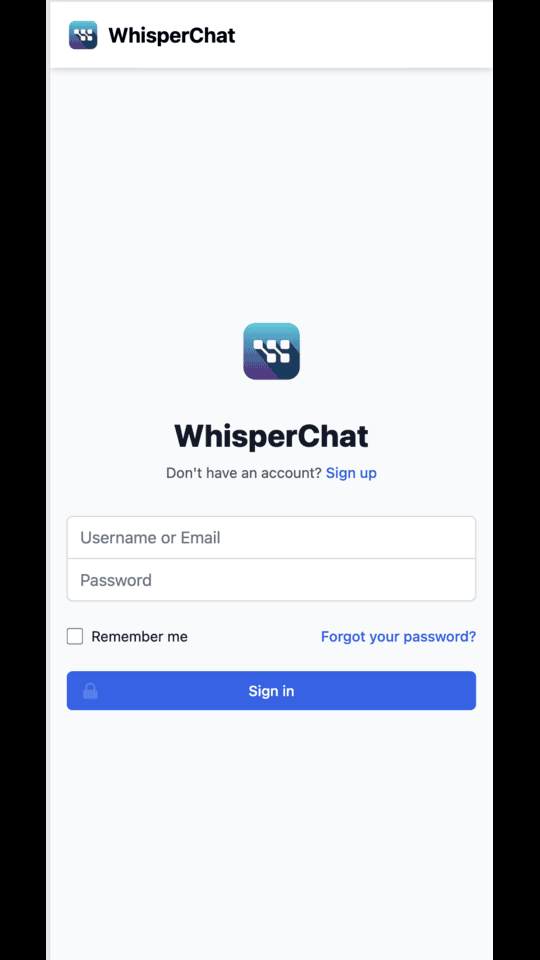 WhisperChat
WhisperChat
Don't have an account? Sign up
Username or Email
Password
Remember me Forgot your password?
Sign in